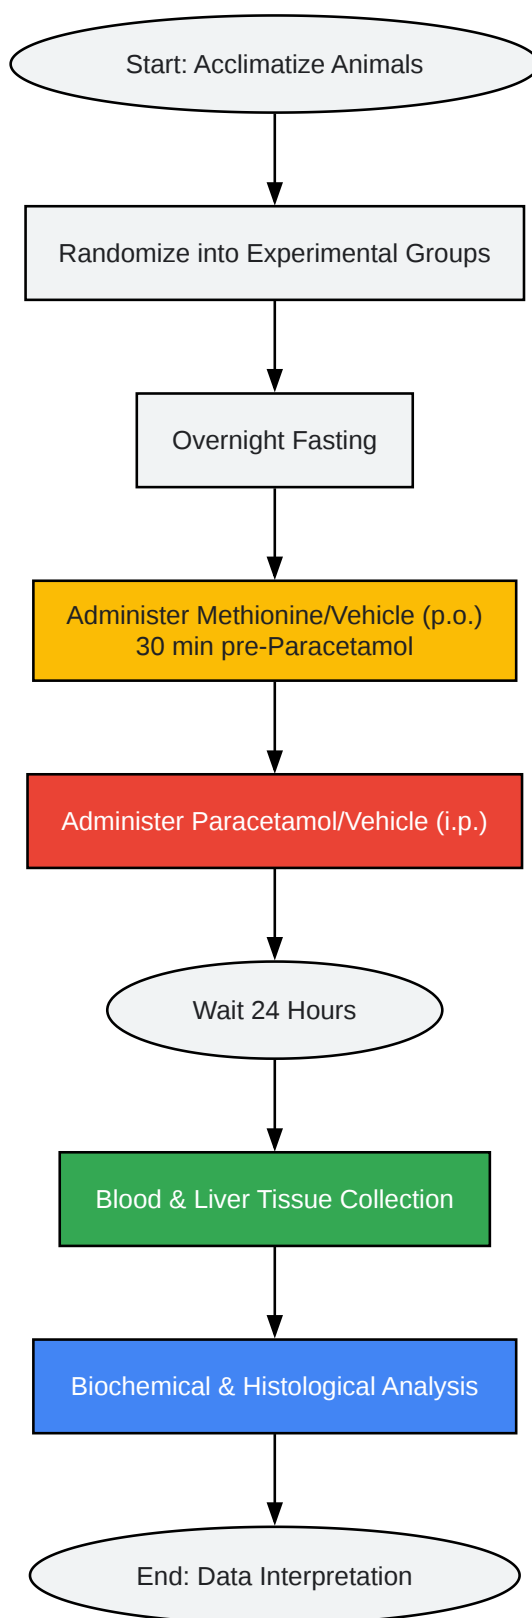 Start: Acclimatize Animals
Randomize into Experimental Groups
Overnight Fasting
Administer Methionine/Vehicle (p.o.)
30 min pre-Paracetamol
Administer Paracetamol/Vehicle (i.p.)
Wait 24 Hours
Blood & Liver Tissue Collection
Biochemical & Histological Analysis
End: Data Interpretation